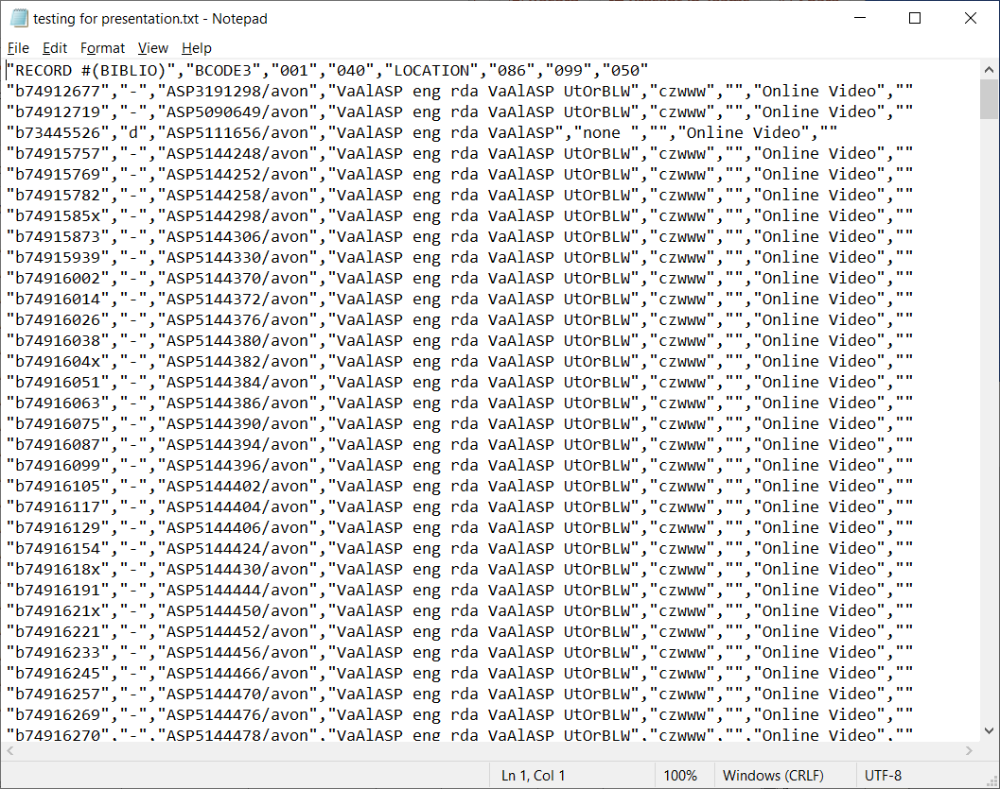 testing for presentation.txt - Notepad
File Edit Format View Help
"RECORD #(BIBLIO)","BCODE3","001","040","LOCATION","086","099","050"
"b74912677","-","ASP3191298/avon","VaAlASP eng rda VaAlASP UtOrBLW","czwww","","Online Video",""
"b74912719","-","ASP5090649/avon","VaAlASP eng rda VaAlASP UtOrBLW","czwww","","Online Video",""
"b73445526","d","ASP5111656/avon","VaAlASP eng rda VaAlASP","none ","","Online Video",""
"b74915757","-","ASP5144248/avon","VaAlASP eng rda VaAlASP UtOrBLW","czwww","","Online Video",""
"b74915769","-","ASP5144252/avon","VaAlASP eng rda VaAlASP UtOrBLW","czwww","","Online Video",""
"b74915782","-","ASP5144258/avon","VaAlASP eng rda VaAlASP UtOrBLW","czwww","","Online Video",""
"b7491585x","-","ASP5144298/avon","VaAlASP eng rda VaAlASP UtOrBLW","czwww","","Online Video",""
"b74915873","-","ASP5144306/avon","VaAlASP eng rda VaAlASP UtOrBLW","czwww","","Online Video",""
"b74915939","-","ASP5144330/avon","VaAlASP eng rda VaAlASP UtOrBLW","czwww","","Online Video",""
"b74916002","-","ASP5144370/avon","VaAlASP eng rda VaAlASP UtOrBLW","czwww","","Online Video",""
"b74916014","-","ASP5144372/avon","VaAlASP eng rda VaAlASP UtOrBLW","czwww","","Online Video",""
"b74916026","-","ASP5144376/avon","VaAlASP eng rda VaAlASP UtOrBLW","czwww","","Online Video",""
"b74916038","-","ASP5144380/avon","VaAlASP eng rda VaAlASP UtOrBLW","czwww","","Online Video",""
"b7491604x","-","ASP5144382/avon","VaAlASP eng rda VaAlASP UtOrBLW","czwww","","Online Video",""
"b74916051","-","ASP5144384/avon","VaAlASP eng rda VaAlASP UtOrBLW","czwww","","Online Video",""
"b74916063","-","ASP5144386/avon","VaAlASP eng rda VaAlASP UtOrBLW","czwww","","Online Video",""
"b74916075","-","ASP5144390/avon","VaAlASP eng rda VaAlASP UtOrBLW","czwww","","Online Video",""
"b74916087","-","ASP5144394/avon","VaAlASP eng rda VaAlASP UtOrBLW","czwww","","Online Video",""
"b74916099","-","ASP5144396/avon","VaAlASP eng rda VaAlASP UtOrBLW","czwww","","Online Video",""
"b74916105","-","ASP5144402/avon","VaAlASP eng rda VaAlASP UtOrBLW","czwww","","Online Video",""
"b74916117","-","ASP5144404/avon","VaAlASP eng rda VaAlASP UtOrBLW","czwww","","Online Video",""
"b74916129","-","ASP5144406/avon","VaAlASP eng rda VaAlASP UtOrBLW","czwww","","Online Video",""
"b74916154","-","ASP5144424/avon","VaAlASP eng rda VaAlASP UtOrBLW","czwww","","Online Video",""
"b7491618x","-","ASP5144430/avon","VaAlASP eng rda VaAlASP UtOrBLW","czwww","","Online Video",""
"b74916191","-","ASP5144444/avon","VaAlASP eng rda VaAlASP UtOrBLW","czwww","","Online Video",""
"b7491621x","-","ASP5144450/avon","VaAlASP eng rda VaAlASP UtOrBLW","czwww","","Online Video",""
"b74916221","-","ASP5144452/avon","VaAlASP eng rda VaAlASP UtOrBLW","czwww","","Online Video",""
"b74916233","-","ASP5144456/avon","VaAlASP eng rda VaAlASP UtOrBLW","czwww","","Online Video",""
"b74916245","-","ASP5144466/avon","VaAlASP eng rda VaAlASP UtOrBLW","czwww","","Online Video",""
"b74916257","-","ASP5144470/avon","VaAlASP eng rda VaAlASP UtOrBLW","czwww","","Online Video",""
"b74916269","-","ASP5144476/avon","VaAlASP eng rda VaAlASP UtOrBLW","czwww","","Online Video",""
"b74916270","-","ASP5144478/avon","VaAlASP eng rda VaAlASP UtOrBLW","czwww","","Online Video",""
Ln 1, Col 1 100% Windows (CRLF) UTF-8